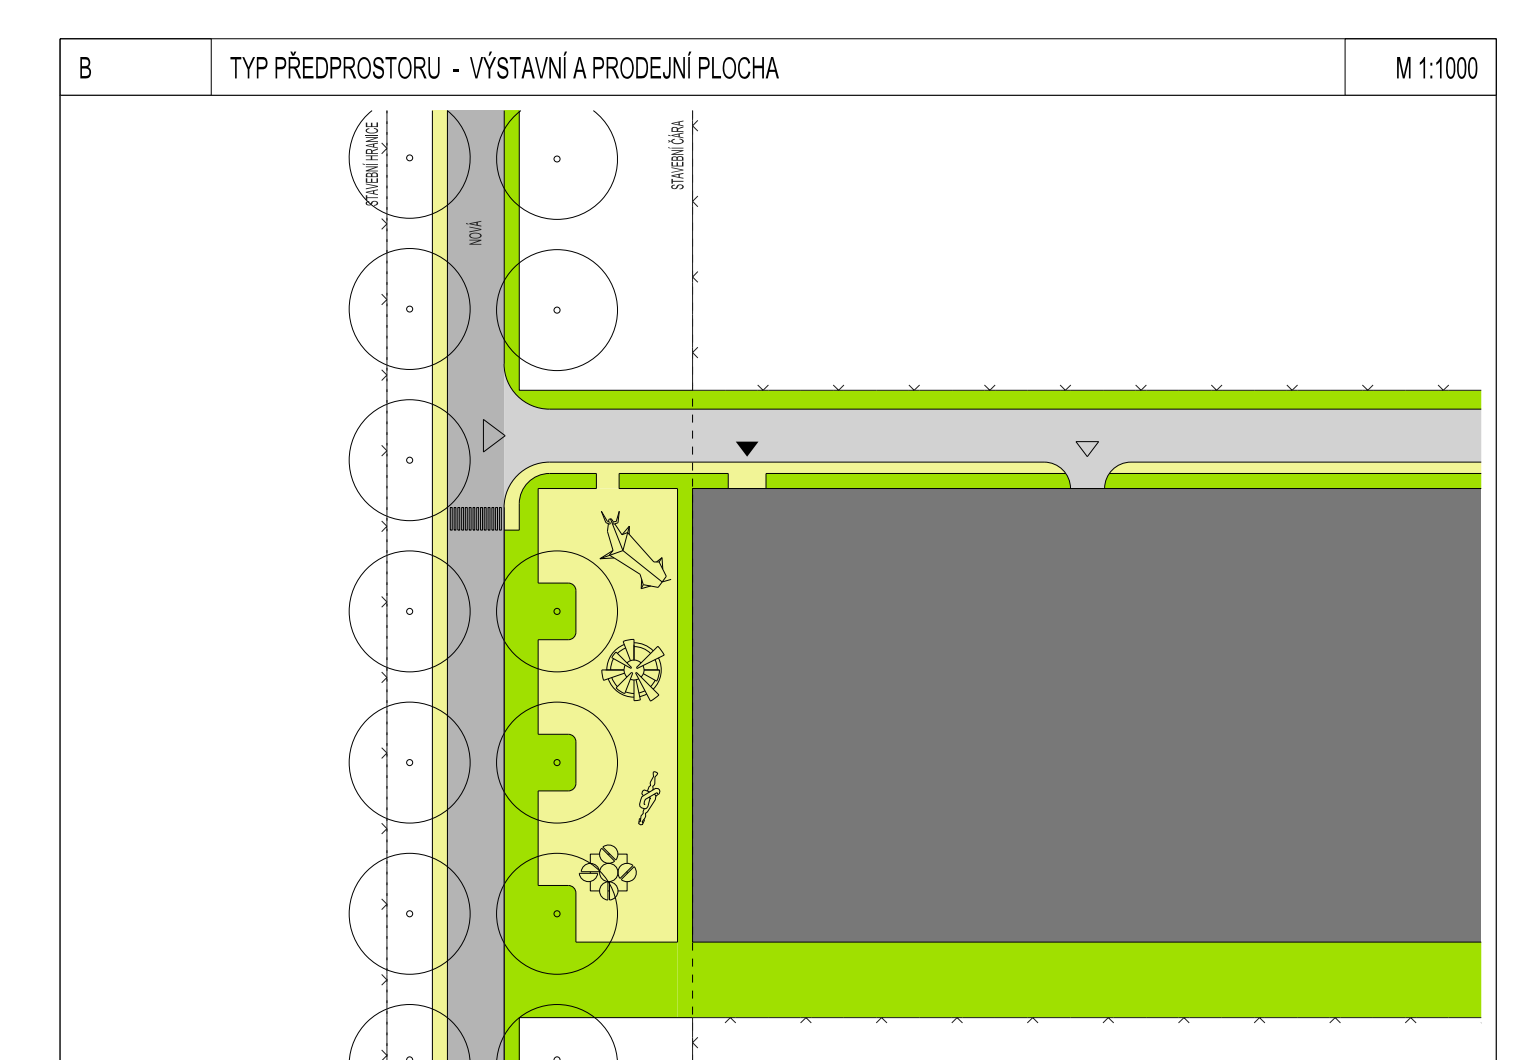 B
TYP PŘEDPROSTORU - VÝSTAVNÍ A PRODEJNÍ PLOCHA
M 1:1000
STAVEBNÍ HRANICE
STAVEBNÍ ČÁRA
NOVÁ